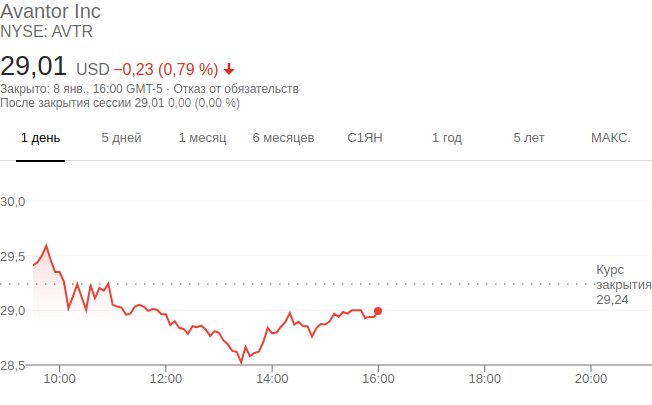 Avantor Inc
NYSE: AVTR
29,01 USD −0,23 (0,79 %)
Закрыто: 8 янв., 16:00 GMT-5 · Отказ от обязательств
После закрытия сессии 29,01 0,00 (0,00 %)
1 день 5 дней 1 месяц 6 месяцев С1ЯН 1 год 5 лет МАКС.
30,0
29,5
Курс
закрытия
29,24
29,0
28,5
10:00 12:00 14:00 16:00 18:00 20:00